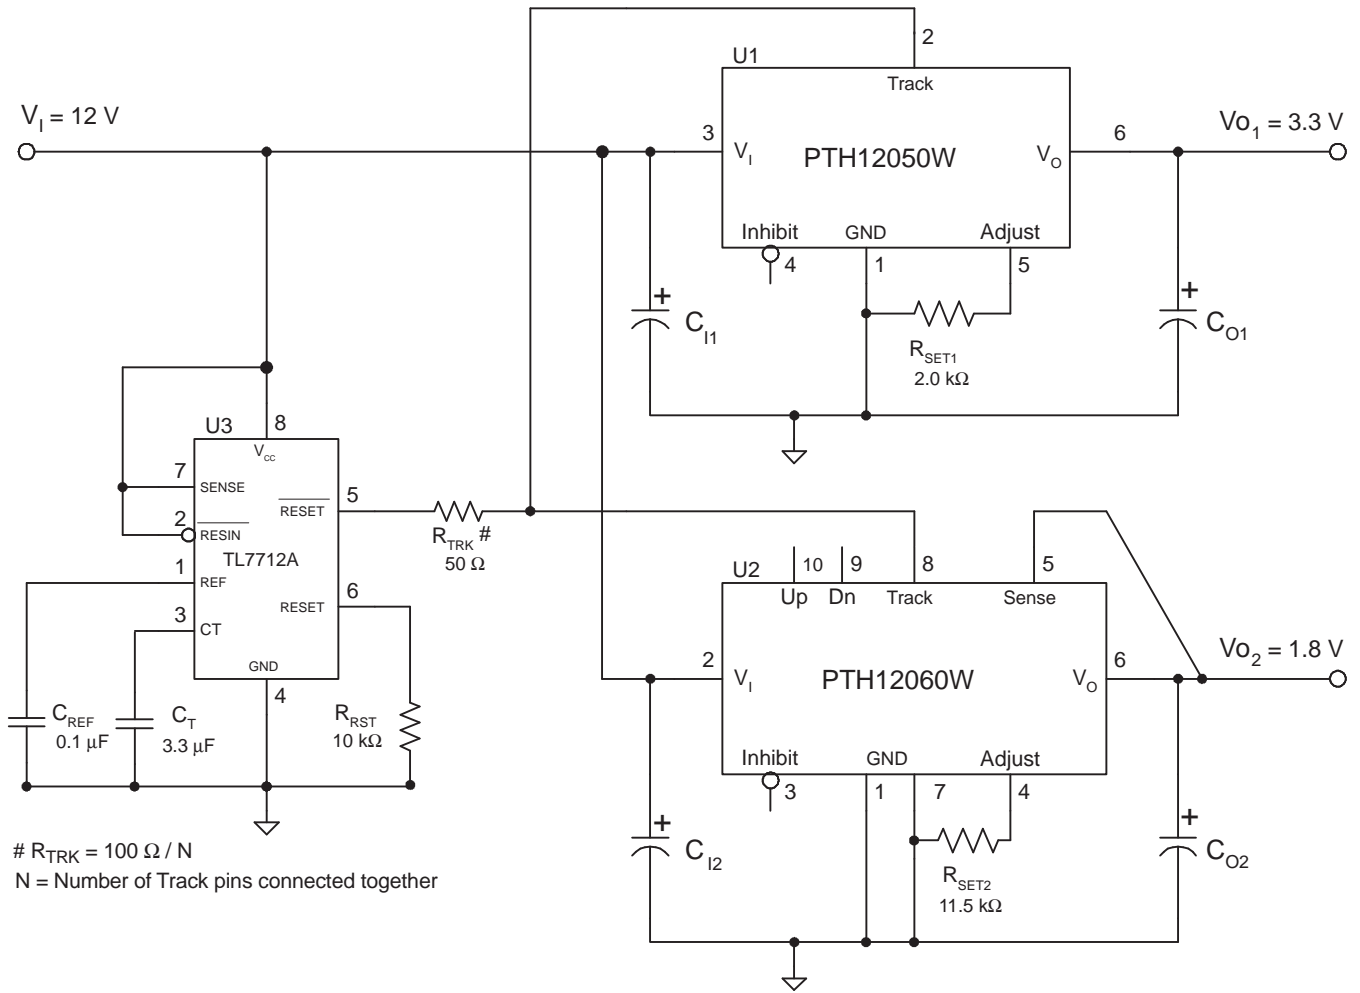 V_I = 12 V
U1
2
Track
3
V_I
PTH12050W
V_O
6
Vo_1 = 3.3 V
Inhibit
GND
Adjust
4
1
5
+
C_I1
R_SET1
2.0 kΩ
+
C_O1
U3
8
V_CC
7
SENSE
RESET
5
2
RESIN
TL7712A
R_TRK #
50 Ω
1
REF
3
CT
RESET
6
GND
4
C_REF
0.1 μF
C_T
3.3 μF
R_RST
10 kΩ
U2
10
9
8
5
Up
Dn
Track
Sense
2
V_I
PTH12060W
V_O
6
Vo_2 = 1.8 V
Inhibit
GND
Adjust
3
1
7
4
+
C_I2
R_SET2
11.5 kΩ
+
C_O2
# R_TRK = 100 Ω / N
N = Number of Track pins connected together